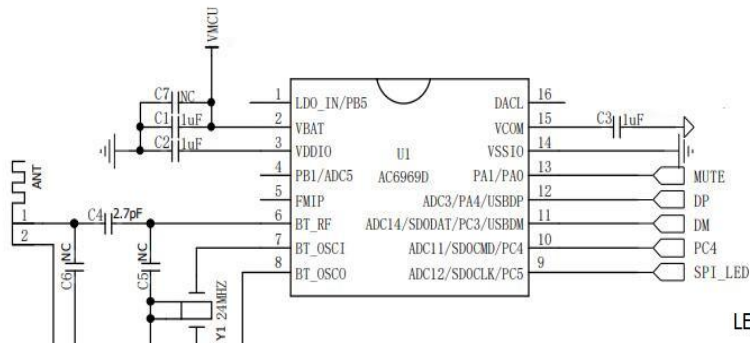 VMCU
C7 NC
C1 1uF
C2 1uF
ANT
1
2
C4 2.7pF
C6 NC
C5 NC
Y1 24MHZ
U1
AC6969D
1 LDO_IN/PB5
2 VBAT
3 VDDIO
4 PB1/ADC5
5 FMIP
6 BT_RF
7 BT_OSCI
8 BT_OSCO
DACL 16
VCOM 15 C3 1uF
VSSIO 14
PA1/PA0 13 MUTE
ADC3/PA4/USBDP 12 DP
ADC14/SDODAT/PC3/USBDM 11 DM
ADC11/SDOCMD/PC4 10 PC4
ADC12/SDOCLK/PC5 9 SPI_LED
LE